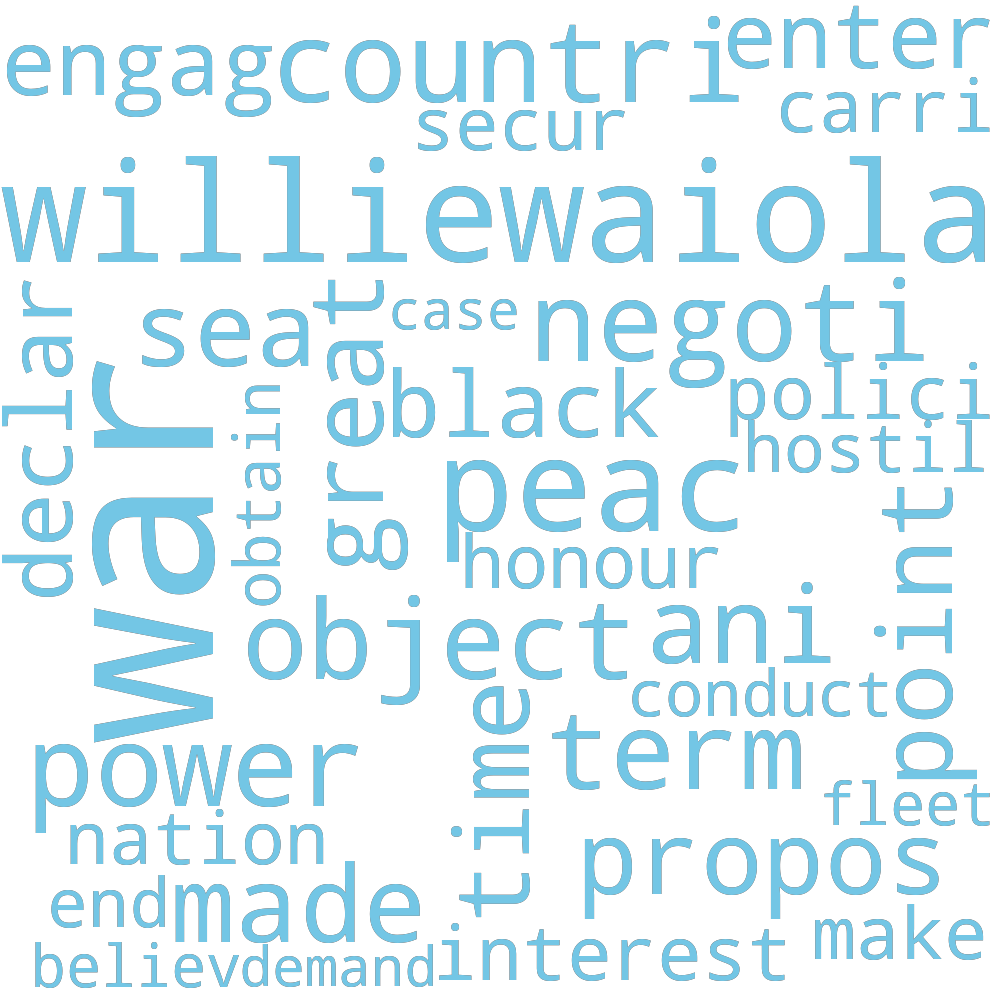 engag countri enter
secur carri
williewaiola
declar sea great case negoti
war obtain black polici
hostil
peac point
honour
object ani
conduct
power time term
nation fleet
propos
end made make
believ demand interest